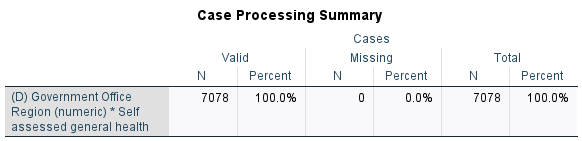 Case Processing Summary
Cases
Valid Missing Total
N Percent N Percent N Percent
(D) Government Office 7078 100.0% 0 0.0% 7078 100.0%
Region (numeric) * Self
assessed general health